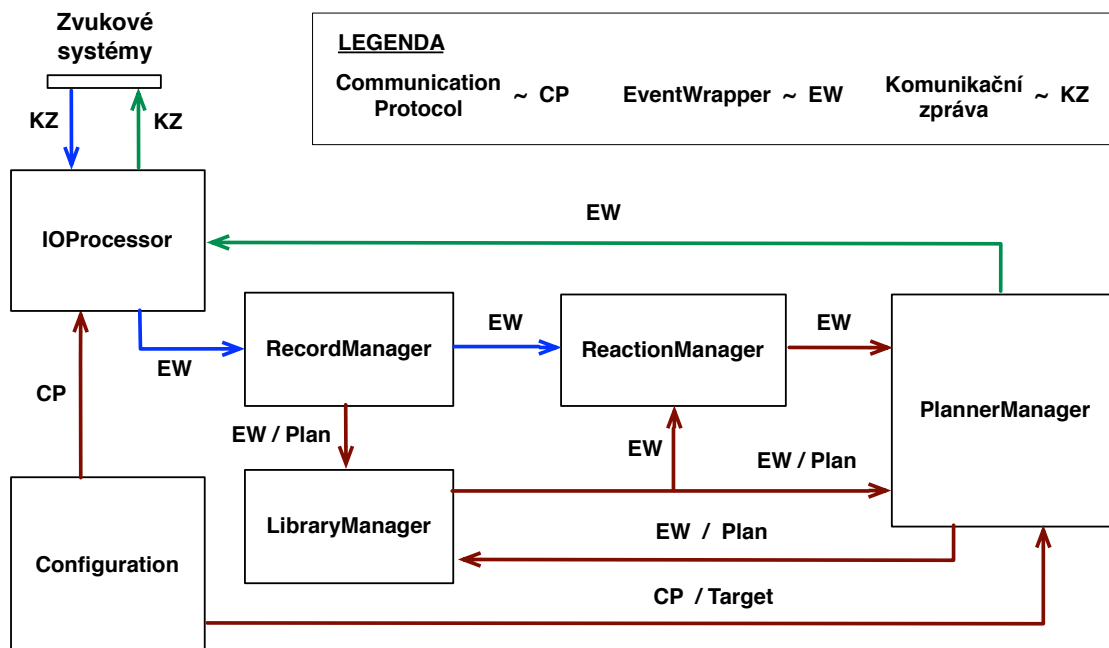 Zvukové
systémy
LEGENDA
Communication
Protocol ~ CP
EventWrapper ~ EW
Komunikační
zpráva ~ KZ
KZ
KZ
IOProcessor
EW
EW
RecordManager
EW
ReactionManager
EW
PlannerManager
CP
EW / Plan
EW
EW / Plan
LibraryManager
EW / Plan
Configuration
CP / Target